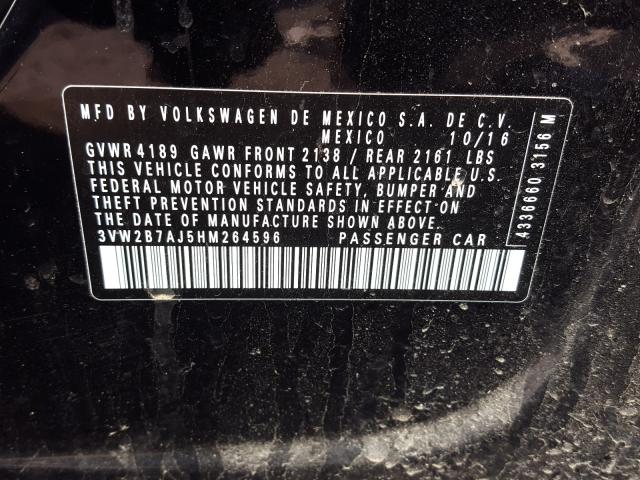 MFD BY VOLKSWAGEN DE MEXICO S.A. DE C.V.
MEXICO 10/16
GVWR 4189 GAWR FRONT 2138 / REAR 2161 LBS
THIS VEHICLE CONFORMS TO ALL APPLICABLE U.S.
FEDERAL MOTOR VEHICLE SAFETY, BUMPER AND
THEFT PREVENTION STANDARDS IN EFFECT ON
THE DATE OF MANUFACTURE SHOWN ABOVE.
3VW2B7AJ5HM264596 PASSENGER CAR
4336660 3156 M